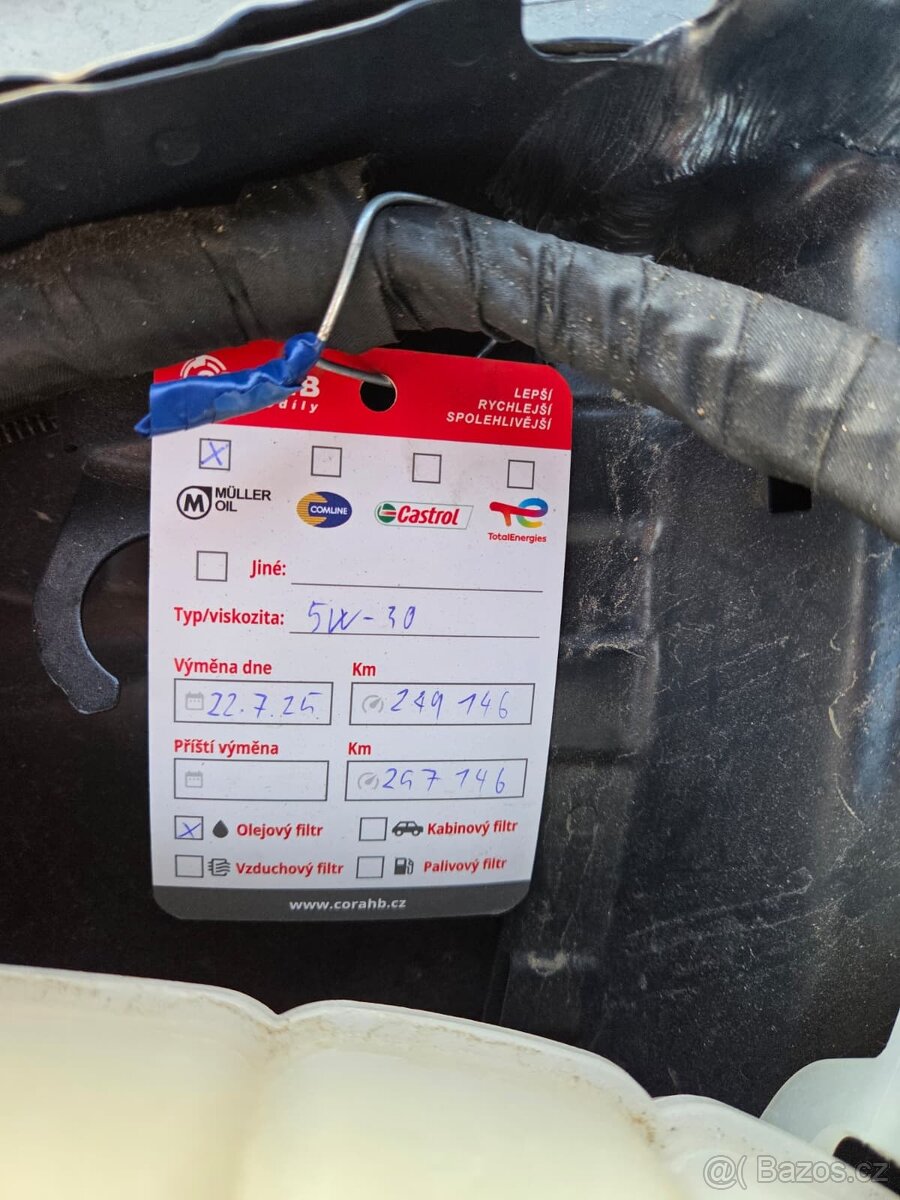 LEPŠÍ
RYCHLEJŠÍ
SPOLEHLIVĚJŠÍ
MÜLLER
OIL
COMLINE
Castrol
TotalEnergies
Jiné:
Typ/viskozita: 5W-30
Výměna dne Km
22.7.25 249 146
Příští výměna Km
257 146
Olejový filtr Kabinový filtr
Vzduchový filtr Palivový filtr
www.corahb.cz
@( Bazos.cz